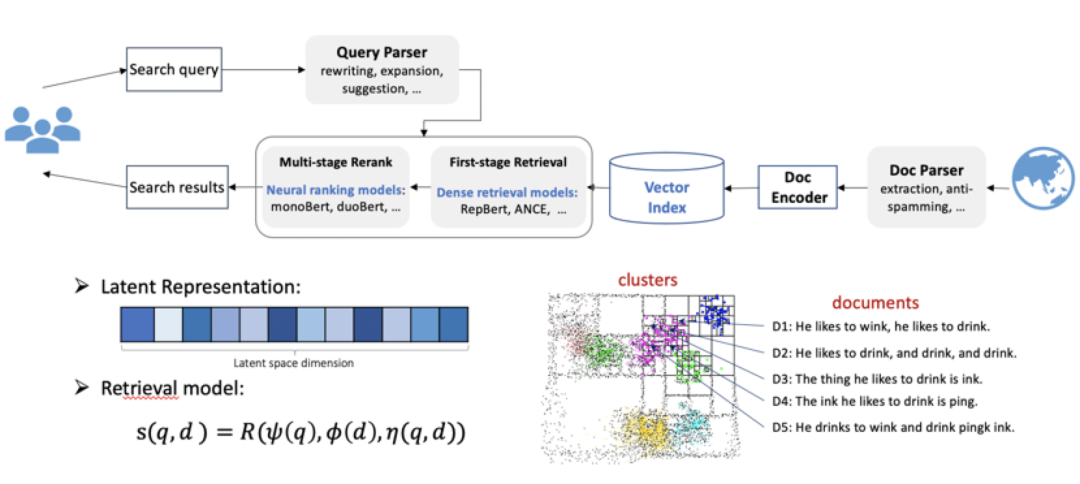 Search query
Query Parser
rewriting, expansion,
suggestion, ...
Multi-stage Rerank
Neural ranking models:
monoBert, duoBert, ...
First-stage Retrieval
Dense retrieval models:
RepBert, ANCE, ...
Search results
Vector
Index
Doc
Encoder
Doc Parser
extraction, anti-
spamming, ...
➢ Latent Representation:
Latent space dimension
➢ Retrieval model:
s(q,d ) = R(ψ(q),ϕ(d),η(q,d))
clusters
documents
D1: He likes to wink, he likes to drink.
D2: He likes to drink, and drink, and drink.
D3: The thing he likes to drink is ink.
D4: The ink he likes to drink is ping.
D5: He drinks to wink and drink pingk ink.